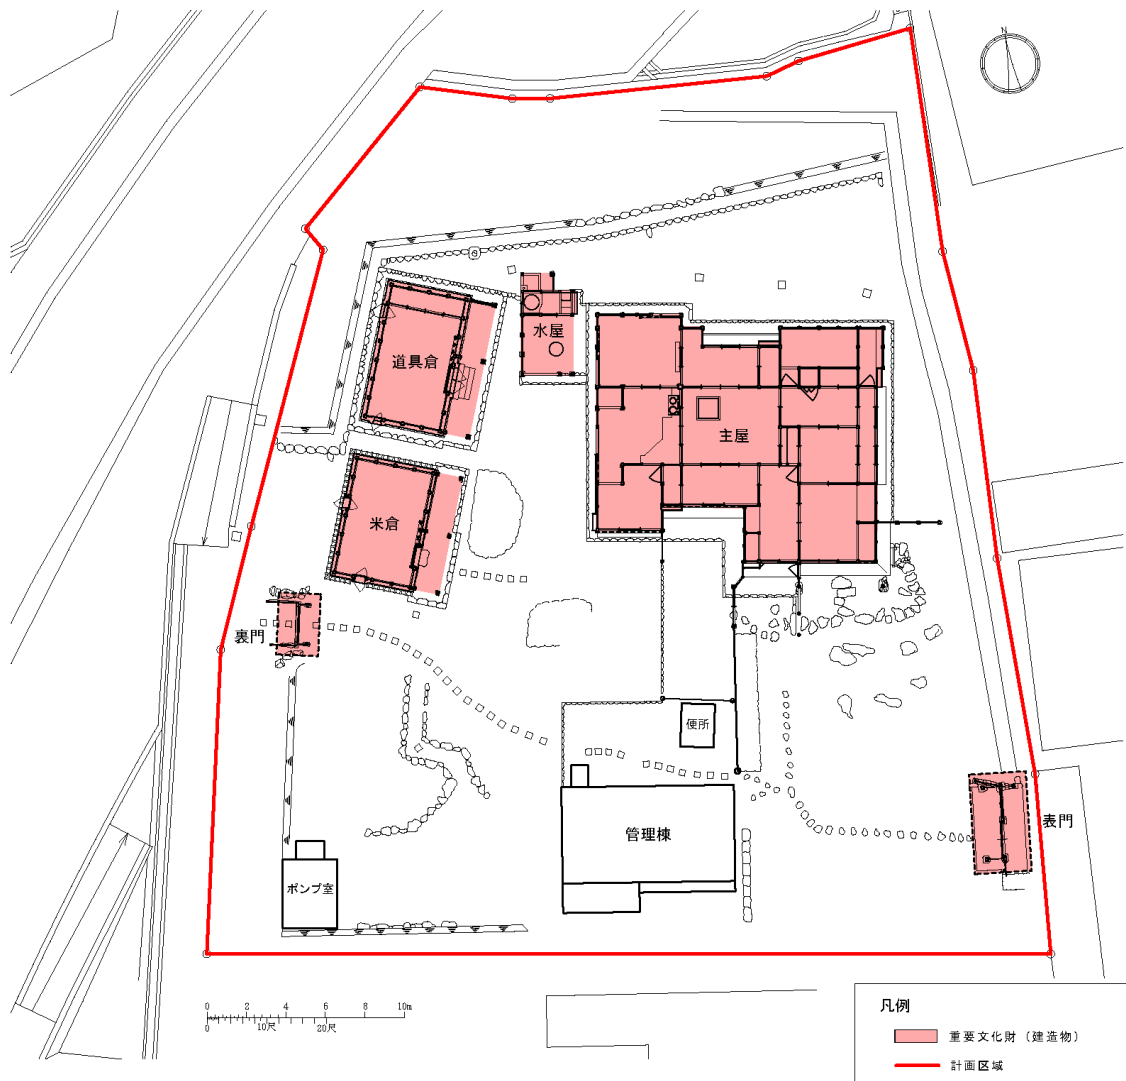 N
水屋
道具倉
主屋
米倉
裏門
便所
表門
管理棟
ポンプ室
0 2 4 6 8 10m
0 10尺 20尺
凡例
重要文化財（建造物）
計画区域